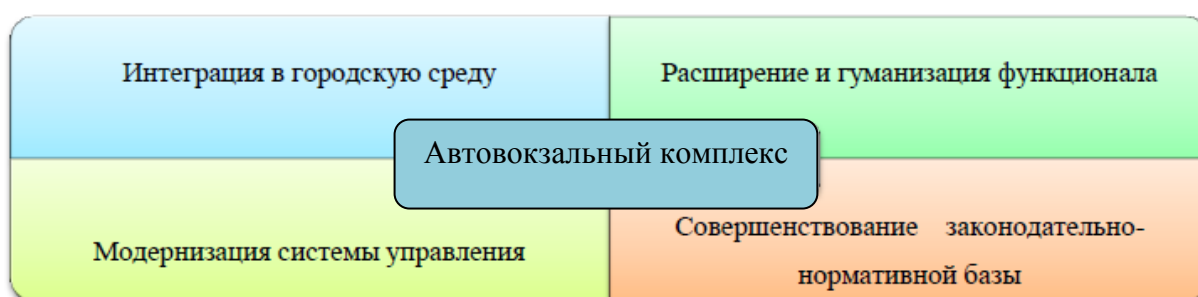 Интеграция в городскую среду
Расширение и гуманизация функционала
Автовокзальный комплекс
Модернизация системы управления
Совершенствование законодательно-
нормативной базы